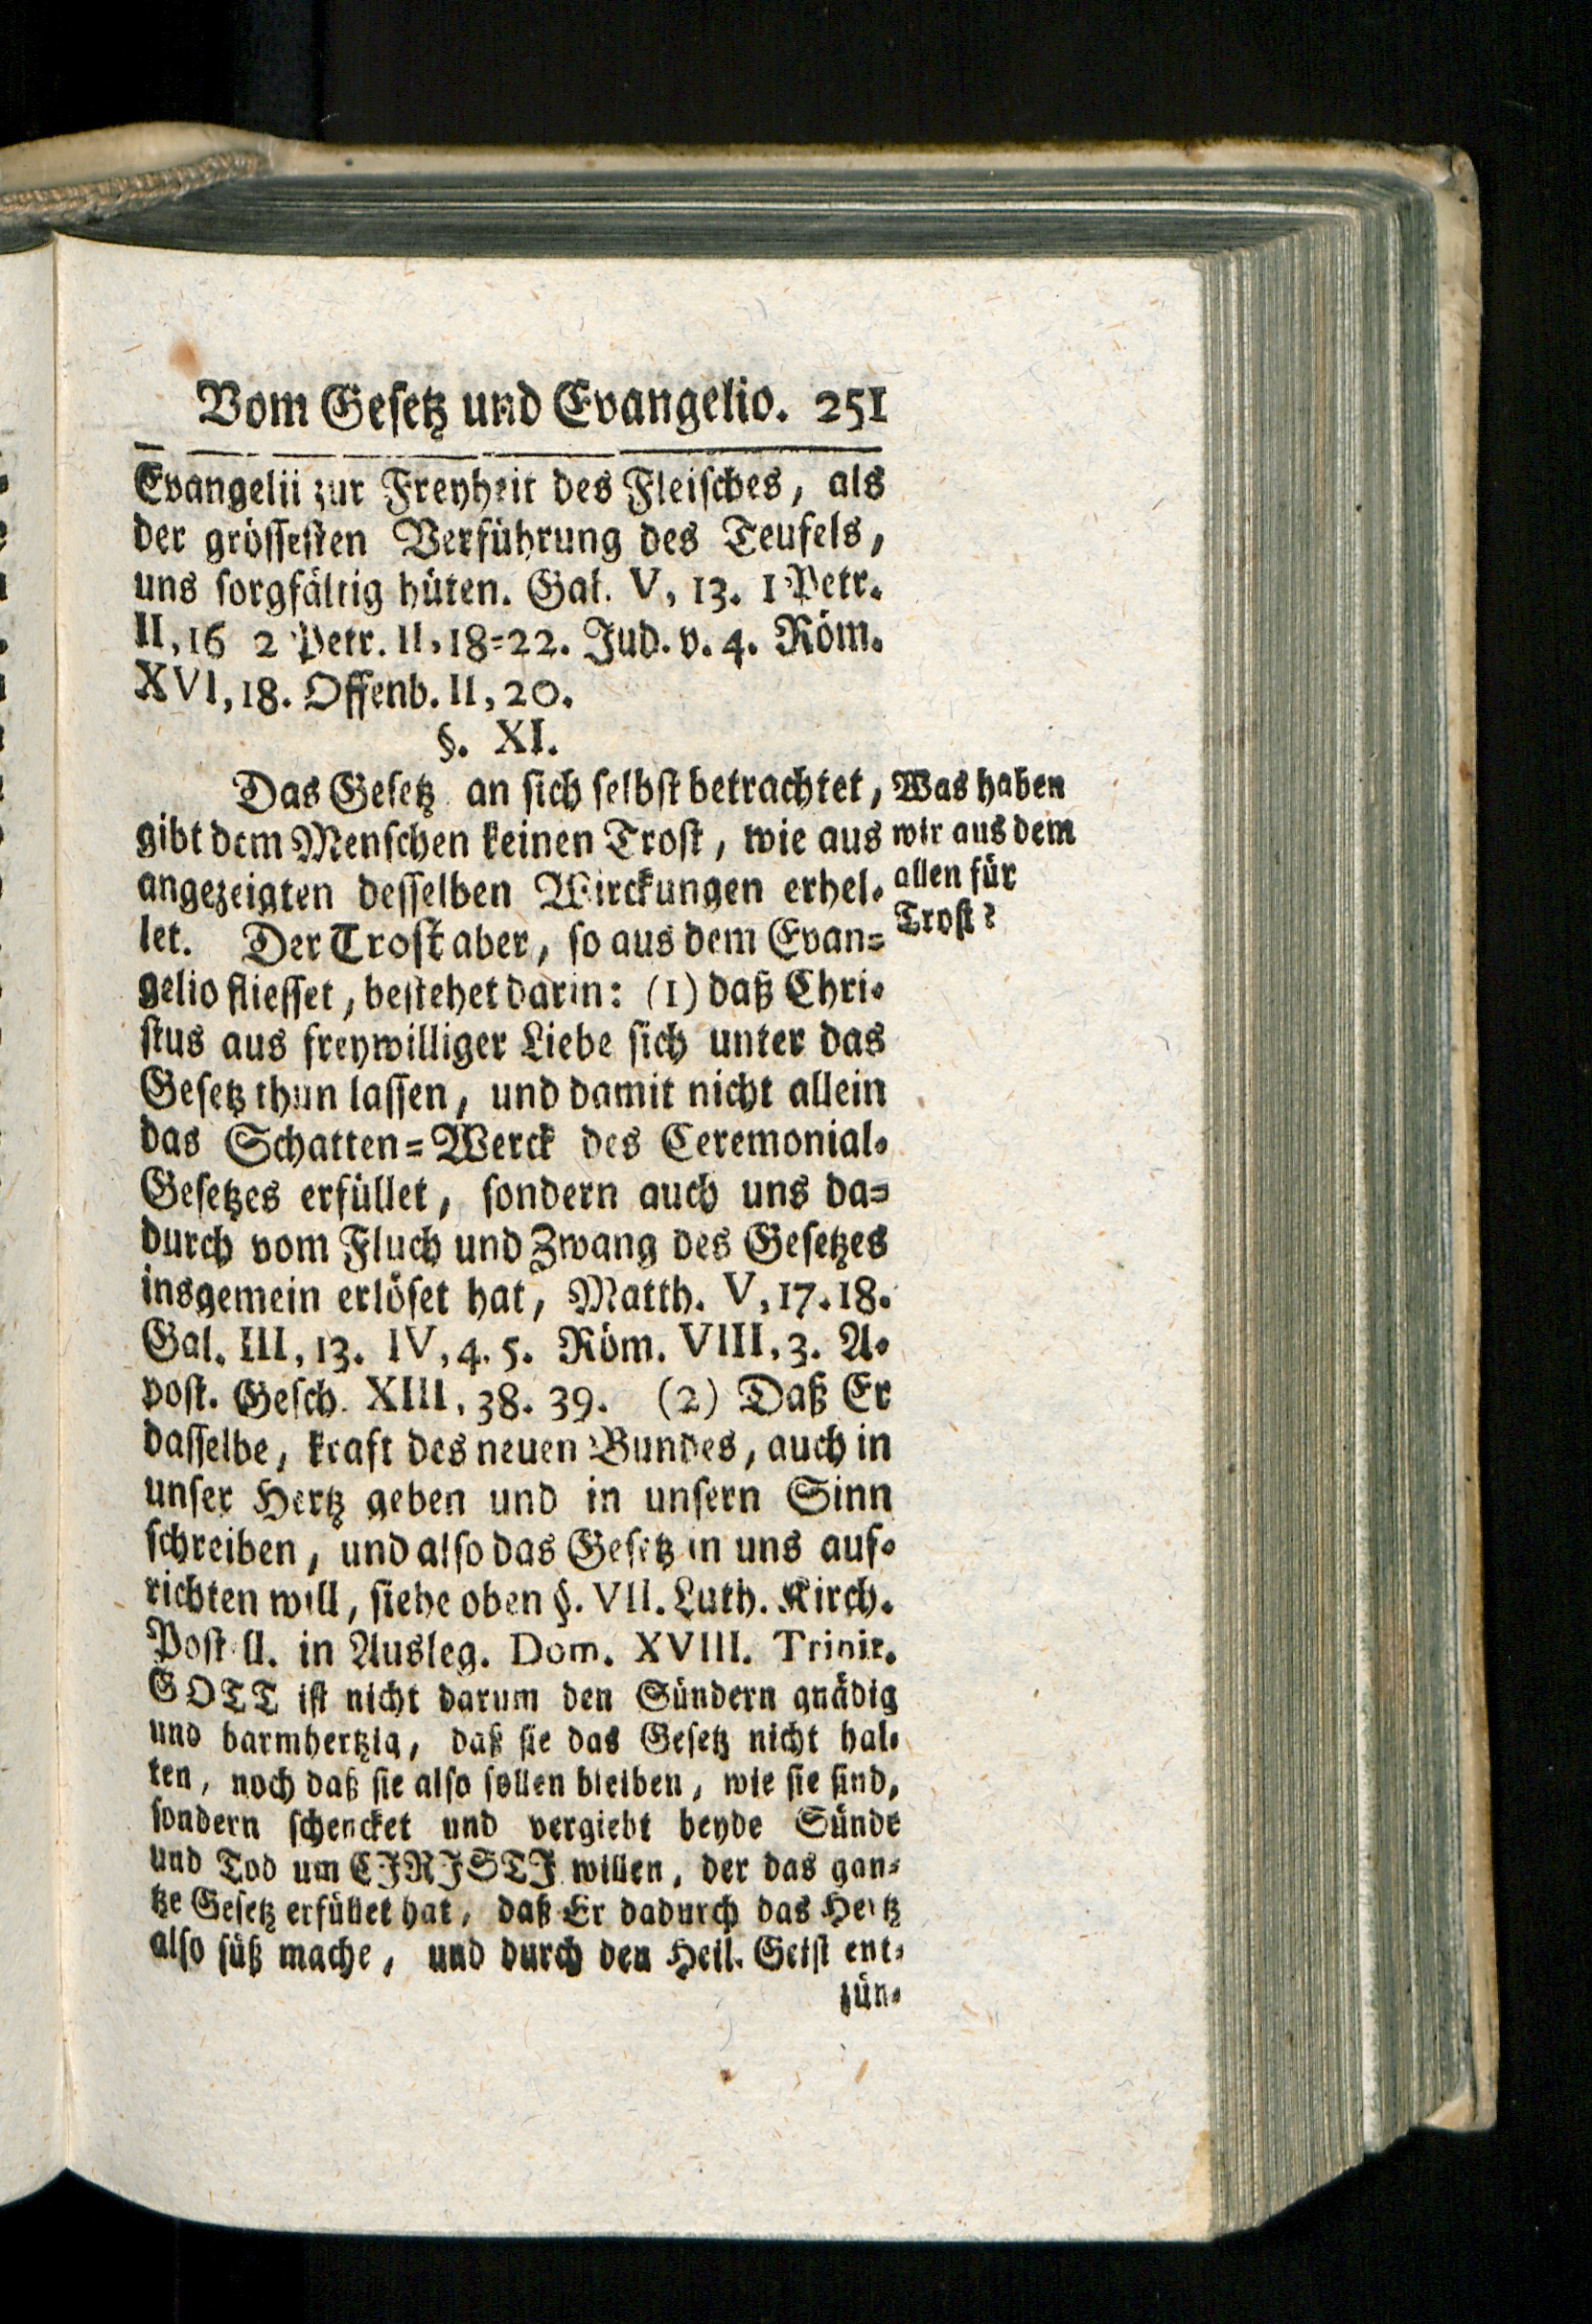 Vom Geſetz und Evangelio. 251
Evangelii zur Freyheit des Fleiſches, als
der gröſſeſten Verführung des Teufels,
uns ſorgfältig hüten. Gal. V, 13. 1 Petr.
II, 16 2 Petr. II, 18=22. Jud. v. 4. Röm.
XVI, 18. Offenb. II, 20.
§. XI.
Das Geſetz an ſich ſelbſt betrachtet,
gibt dem Menſchen keinen Troſt, wie aus
angezeigten deſſelben Wirckungen erhel=
let. Der Troſt aber, ſo aus dem Evan=
gelio flieſſet, beſtehet darin: (1) daß Chri=
ſtus aus freywilliger Liebe ſich unter das
Geſetz thun laſſen, und damit nicht allein
das Schatten=Werck des Ceremonial=
Geſetzes erfüllet, ſondern auch uns da=
durch vom Fluch und Zwang des Geſetzes
insgemein erlöſet hat, Matth. V, 17. 18.
Gal. III, 13. IV, 4. 5. Röm. VIII, 3. A=
poſt. Geſch. XIII, 38. 39. (2) Daß Er
daſſelbe, kraft des neuen Bundes, auch in
unſer Hertz geben und in unſern Sinn
ſchreiben, und alſo das Geſetz in uns auf=
richten will, ſiehe oben §. VII. Luth. Kirch.
Poſtill. in Ausleg. Dom. XVIII. Trinit.
GOTT iſt nicht darum den Sündern gnädig
und barmhertzig, daß ſie das Geſetz nicht hal=
ten, noch daß ſie alſo ſollen bleiben, wie ſie ſind,
ſondern ſchencket und vergiebt beyde Sünde
und Tod um CJRJSTJ willen, der das gan=
tze Geſetz erfüllet hat, daß Er dadurch das Hertz
alſo ſüß mache, und durch den Heil. Geiſt ent=
zün=
Was haben
wir aus dem
allen für
Troſt?